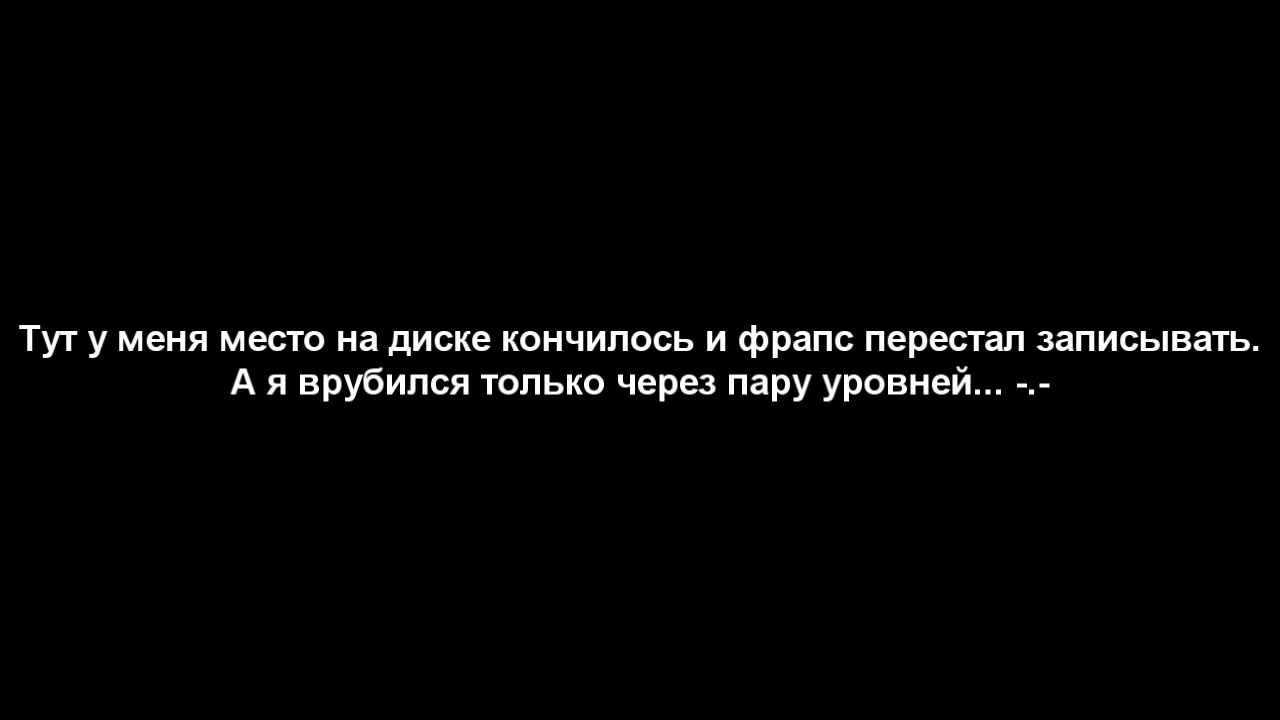 Тут у меня место на диске кончилось и фрапс перестал записывать.
А я врубился только через пару уровней... -.-